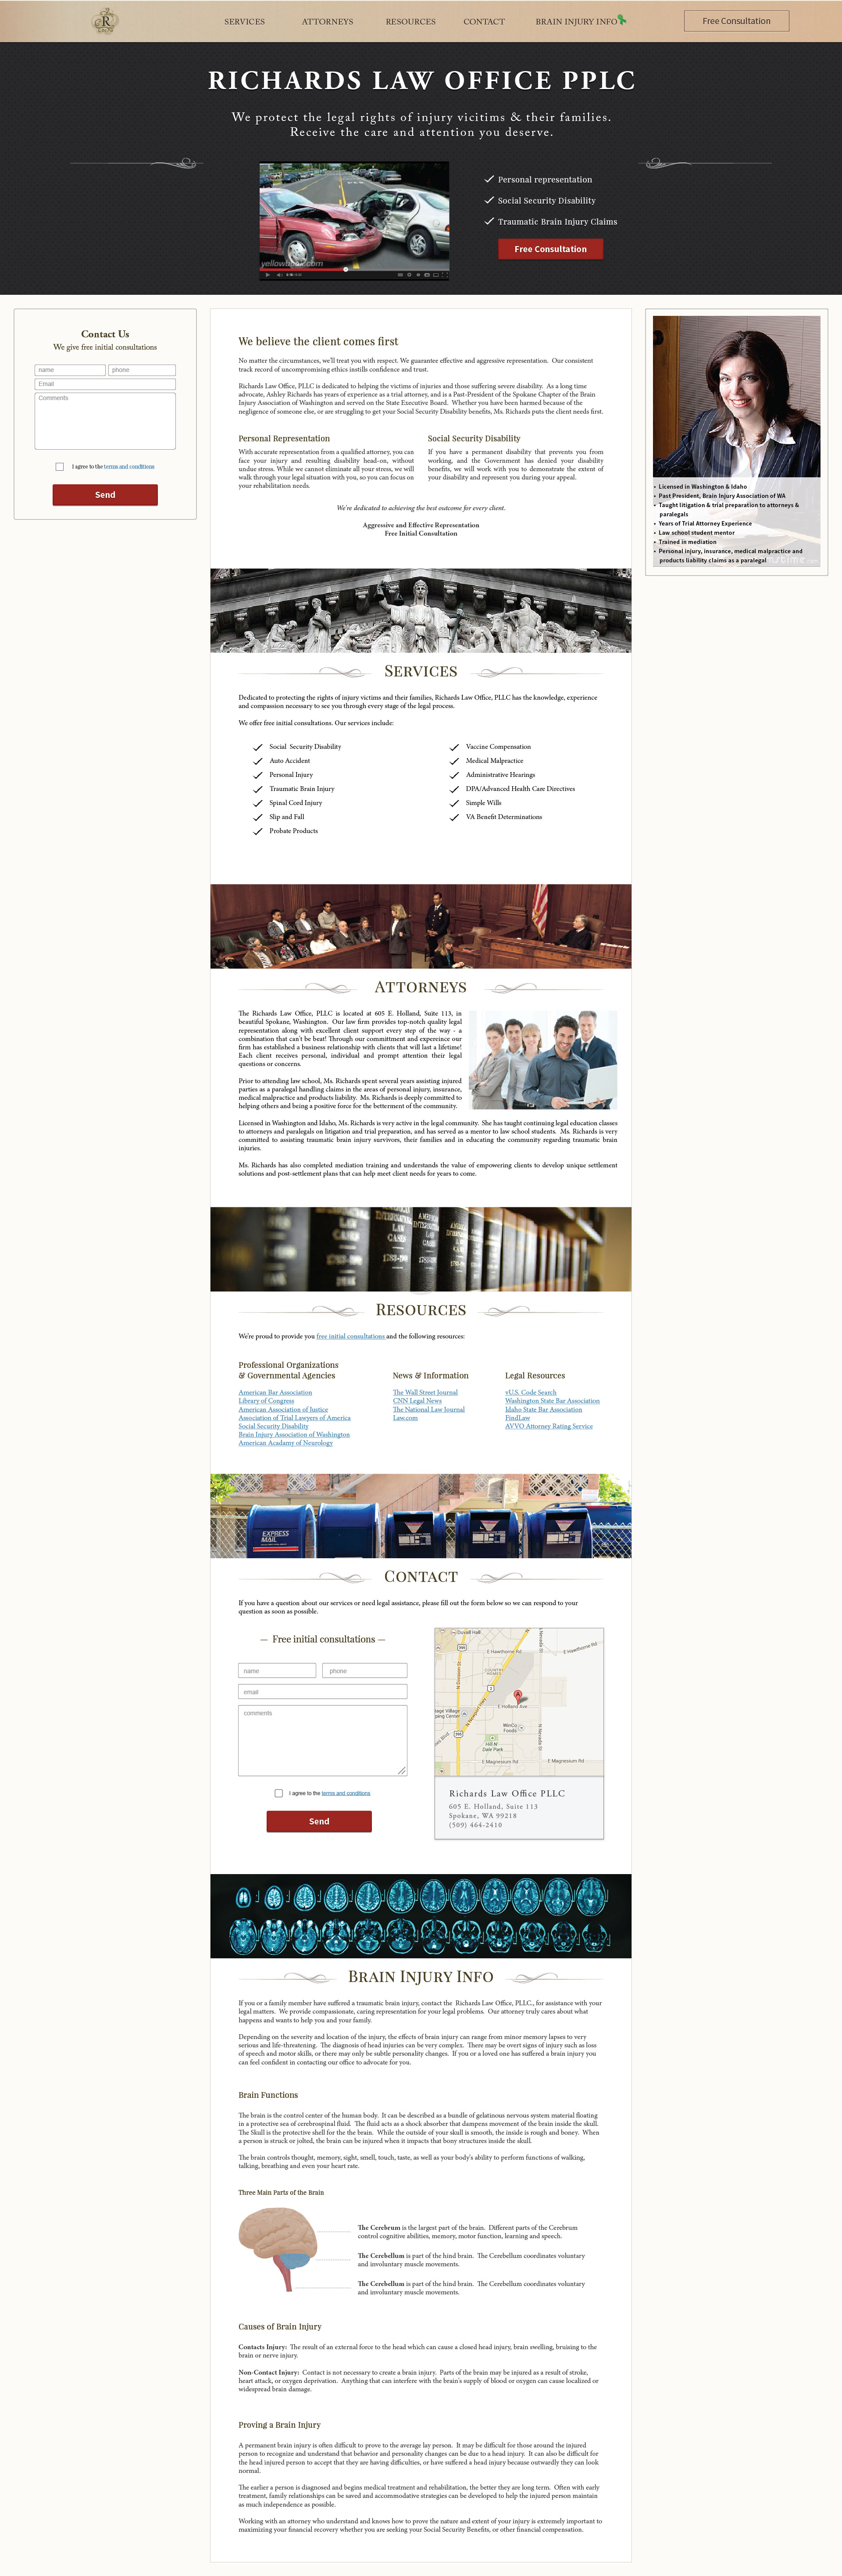 R
SERVICES
ATTORNEYS
RESOURCES
CONTACT
BRAIN INJURY INFO
Free Consultation
RICHARDS LAW OFFICE PPLC
We protect the legal rights of injury vicitims & their families.
Receive the care and attention you deserve.
Personal representation
Social Security Disability
Traumatic Brain Injury Claims
Free Consultation
Contact Us
We give free initial consultations
name
phone
Email
Comments
I agree to the terms and conditions
Send
We believe the client comes first
No matter the circumstances, we'll treat you with respect. We guarantee effective and aggressive representation. Our consistent
track record of uncompromising ethics instills confidence and trust.
Richards Law Office, PLLC is dedicated to helping the victims of injuries and those suffering severe disability. As a long time
advocate, Ashley Richards has years of experience as a trial attorney, and is a Past-President of the Spokane Chapter of the Brain
Injury Association of Washington and served on the State Executive Board. Whether you have been harmed because of the
negligence of someone else, or are struggling to get your Social Security Disability benefits, Ms. Richards puts the client needs first.
Personal Representation
With accurate representation from a qualified attorney, you can
face your injury and resulting disability head-on, without
undue stress. While we cannot eliminate all your stress, we will
walk through your legal situation with you, so you can focus on
your rehabilitation needs.
Social Security Disability
If you have a permanent disability that prevents you from
working, and the Government has denied your disability
benefits, we will work with you to demonstrate the extent of
your disability and represent you during your appeal.
We're dedicated to achieving the best outcome for every client.
Aggressive and Effective Representation
Free Initial Consultation
• Licensed in Washington & Idaho
• Past President, Brain Injury Association of WA
• Taught litigation & trial preparation to attorneys &
paralegals
• Years of Trial Attorney Experience
• Law school student mentor
• Trained in mediation
• Personal injury, insurance, medical malpractice and
products liability claims as a paralegal
SERVICES
Dedicated to protecting the rights of injury victims and their families, Richards Law Office, PLLC has the knowledge, experience
and compassion necessary to see you through every stage of the legal process.
We offer free initial consultations. Our services include:
Social Security Disability
Auto Accident
Personal Injury
Traumatic Brain Injury
Spinal Cord Injury
Slip and Fall
Probate Products
Vaccine Compensation
Medical Malpractice
Administrative Hearings
DPA/Advanced Health Care Directives
Simple Wills
VA Benefit Determinations
ATTORNEYS
The Richards Law Office, PLLC is located at 605 E. Holland, Suite 113, in
beautiful Spokane, Washington. Our law firm provides top-notch quality legal
representation along with excellent client support every step of the way - a
combination that can't be beat! Through our commitment and experience our
firm has established a business relationship with clients that will last a lifetime!
Each client receives personal, individual and prompt attention their legal
questions or concerns.
Prior to attending law school, Ms. Richards spent several years assisting injured
parties as a paralegal handling claims in the areas of personal injury, insurance,
medical malpractice and products liability. Ms. Richards is deeply committed to
helping others and being a positive force for the betterment of the community.
Licensed in Washington and Idaho, Ms. Richards is very active in the legal community. She has taught continuing legal education classes
to attorneys and paralegals on litigation and trial preparation, and has served as a mentor to law school students. Ms. Richards is very
committed to assisting traumatic brain injury survivors, their families and in educating the community regarding traumatic brain
injuries.
Ms. Richards has also completed mediation training and understands the value of empowering clients to develop unique settlement
solutions and post-settlement plans that can help meet client needs for years to come.
RESOURCES
We're proud to provide you free initial consultations and the following resources:
Professional Organizations
& Governmental Agencies
American Bar Association
Library of Congress
American Association of Justice
Association of Trial Lawyers of America
Social Security Disability
Brain Injury Association of Washington
American Acadamy of Neurology
News & Information
The Wall Street Journal
CNN Legal News
The National Law Journal
Law.com
Legal Resources
vU.S. Code Search
Washington State Bar Association
Idaho State Bar Association
FindLaw
AVVO Attorney Rating Service
EXPRESS
MAIL
CONTACT
If you have a question about our services or need legal assistance, please fill out the form below so we can respond to your
question as soon as possible.
— Free initial consultations —
name
phone
email
comments
I agree to the terms and conditions
Send
E Hawthorne Rd
E Hawthorne Rd
COUNTRY
HOMES
E Holland Ave
WinCo
Foods
Hill N'
Dale Park
E Magnesium Rd
E Magnesium Rd
Richards Law Office PLLC
605 E. Holland, Suite 113
Spokane, WA 99218
(509) 464-2410
BRAIN INJURY INFO
If you or a family member have suffered a traumatic brain injury, contact the Richards Law Office, PLLC., for assistance with your
legal matters. We provide compassionate, caring representation for your legal problems. Our attorney truly cares about what
happens and wants to help you and your family.
Depending on the severity and location of the injury, the effects of brain injury can range from minor memory lapses to very
serious and life-threatening. The diagnosis of head injuries can be very complex. There may be overt signs of injury such as loss
of speech and motor skills, or there may only be subtle personality changes. If you or a loved one has suffered a brain injury you
can feel confident in contacting our office to advocate for you.
Brain Functions
The brain is the control center of the human body. It can be described as a bundle of gelatinous nervous system material floating
in a protective sea of cerebrospinal fluid. The fluid acts as a shock absorber that dampens movement of the brain inside the skull.
The Skull is the protective shell for the the brain. While the outside of your skull is smooth, the inside is rough and boney. When
a person is struck or jolted, the brain can be injured when it impacts that bony structures inside the skull.
The brain controls thought, memory, sight, smell, touch, taste, as well as your body's ability to perform functions of walking,
talking, breathing and even your heart rate.
Three Main Parts of the Brain
The Cerebrum is the largest part of the brain. Different parts of the Cerebrum
control cognitive abilities, memory, motor function, learning and speech.
The Cerebellum is part of the hind brain. The Cerebellum coordinates voluntary
and involuntary muscle movements.
The Cerebellum is part of the hind brain. The Cerebellum coordinates voluntary
and involuntary muscle movements.
Causes of Brain Injury
Contacts Injury: The result of an external force to the head which can cause a closed head injury, brain swelling, bruising to the
brain or nerve injury.
Non-Contact Injury: Contact is not necessary to create a brain injury. Parts of the brain may be injured as a result of stroke,
heart attack, or oxygen deprivation. Anything that can interfere with the brain's supply of blood or oxygen can cause localized or
widespread brain damage.
Proving a Brain Injury
A permanent brain injury is often difficult to prove to the average lay person. It may be difficult for those around the injured
person to recognize and understand that behavior and personality changes can be due to a head injury. It can also be difficult for
the head injured person to accept that they are having difficulties, or have suffered a head injury because outwardly they can look
normal.
The earlier a person is diagnosed and begins medical treatment and rehabilitation, the better they are long term. Often with early
treatment, family relationships can be saved and accommodative strategies can be developed to help the injured person maintain
as much independence as possible.
Working with an attorney who understand and knows how to prove the nature and extent of your injury is extremely important to
maximizing your financial recovery whether you are seeking your Social Security Benefits, or other financial compensation.